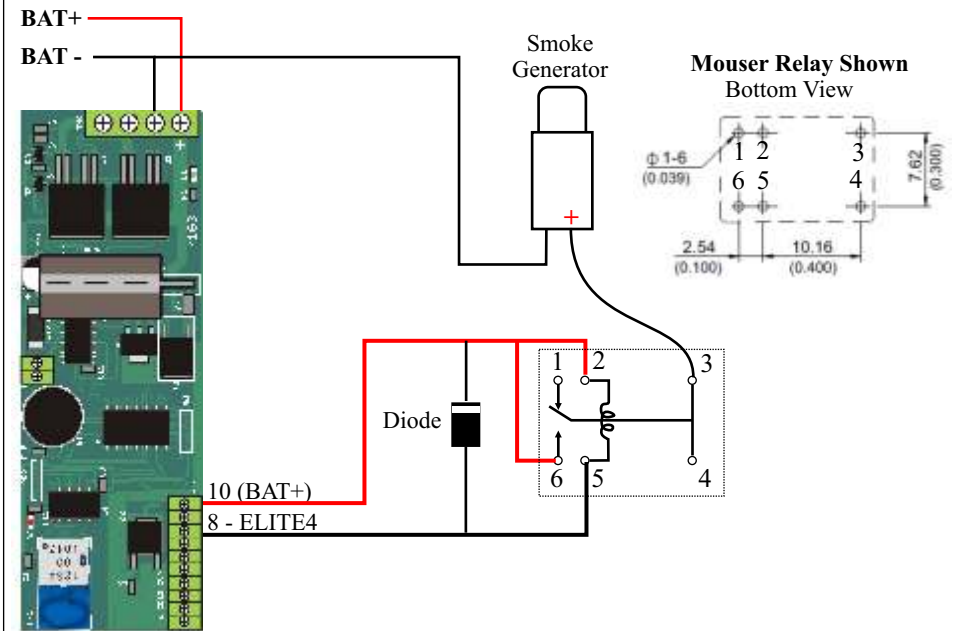 BAT+
BAT -
Smoke
Generator
+
Mouser Relay Shown
Bottom View
Φ 1-6
(0.039)
1 2 3
6 5 4
7.62
(0.300)
2.54
(0.100)
10.16
(0.400)
1 2 3
Diode
6 5 4
10 (BAT+)
8 - ELITE4